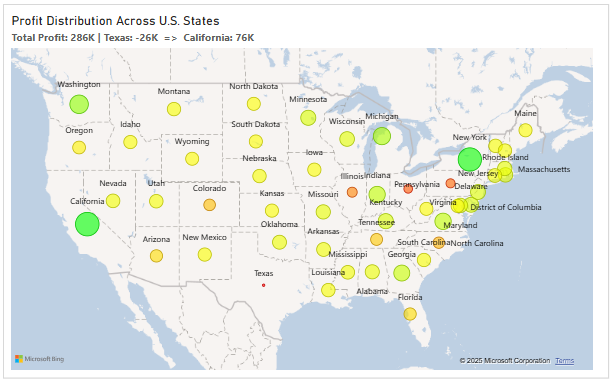 Profit Distribution Across U.S. States
Total Profit: 286K | Texas: -26K => California: 76K
Washington
Montana
North Dakota
Minnesota
Michigan
Maine
Oregon
Idaho
South Dakota
Wisconsin
New York
Wyoming
Nebraska
Iowa
Rhode Island
Massachusetts
Nevada
Utah
Colorado
Illinois
Indiana
Pennsylvania
New Jersey
Delaware
California
Kansas
Missouri
Kentucky
Virginia
District of Columbia
Maryland
Arizona
New Mexico
Oklahoma
Arkansas
Tennessee
South Carolina
North Carolina
Mississippi
Georgia
Texas
Louisiana
Alabama
Florida
Microsoft Bing
© 2025 Microsoft Corporation Terms